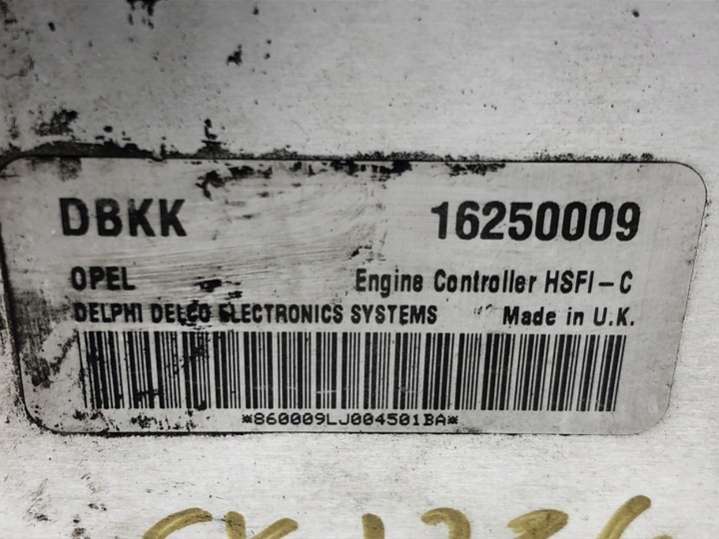 DBKK 16250009
OPEL Engine Controller HSFI-C
DELPHI DELCO ELECTRONICS SYSTEMS Made in U.K.
*860009LJ004501BA*